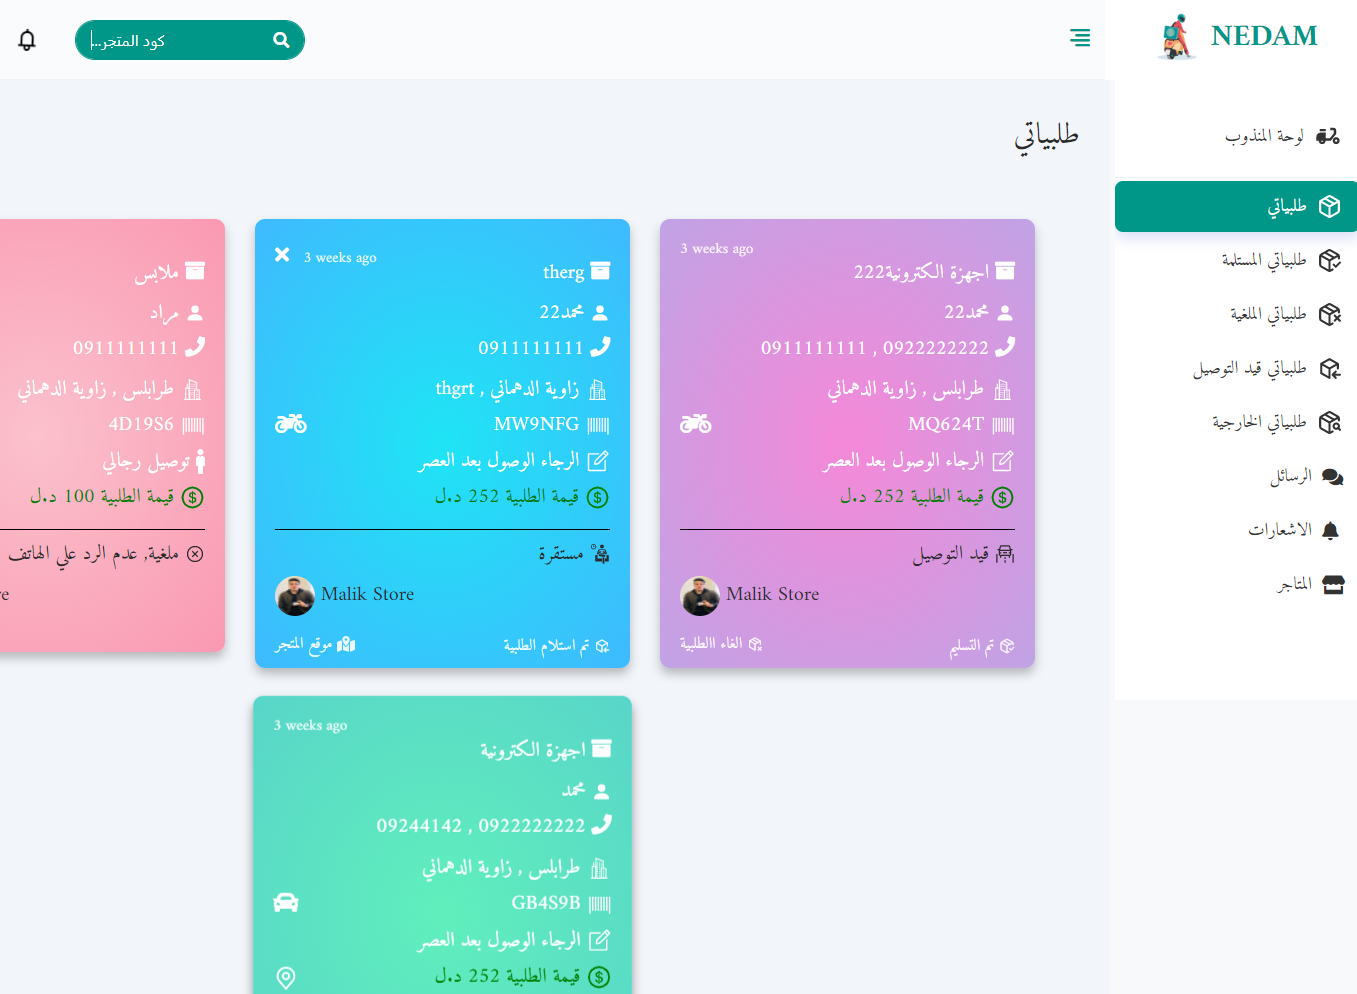 NEDAM
كود المتجر...
لوحة المنذوب
طلبياتي
طلبياتي المستلمة
طلبياتي الملغية
طلبياتي قيد التوصيل
طلبياتي الخارجية
الرسائل
الاشعارات
المتاجر
طلبياتي
3 weeks ago
اجهزة الكترونية222
محمد22
0911111111 , 0922222222
طرابلس , زاوية الدهماني
MQ624T
الرجاء الوصول بعد العصر
قيمة الطلبية 252 د.ل
قيد التوصيل
Malik Store
تم التسليم
الغاء االطلبية
3 weeks ago
therg
محمد22
0911111111
زاوية الدهماني , thgrt
MW9NFG
الرجاء الوصول بعد العصر
قيمة الطلبية 252 د.ل
مستقرة
Malik Store
تم استلام الطلبية
موقع المتجر
ملابس
مراد
0911111111
طرابلس , زاوية الدهماني
4D19S6
توصيل رجالي
قيمة الطلبية 100 د.ل
ملغية, عدم الرد علي الهاتف
3 weeks ago
اجهزة الكترونية
محمد
09244142 , 0922222222
طرابلس , زاوية الدهماني
GB4S9B
الرجاء الوصول بعد العصر
قيمة الطلبية 252 د.ل